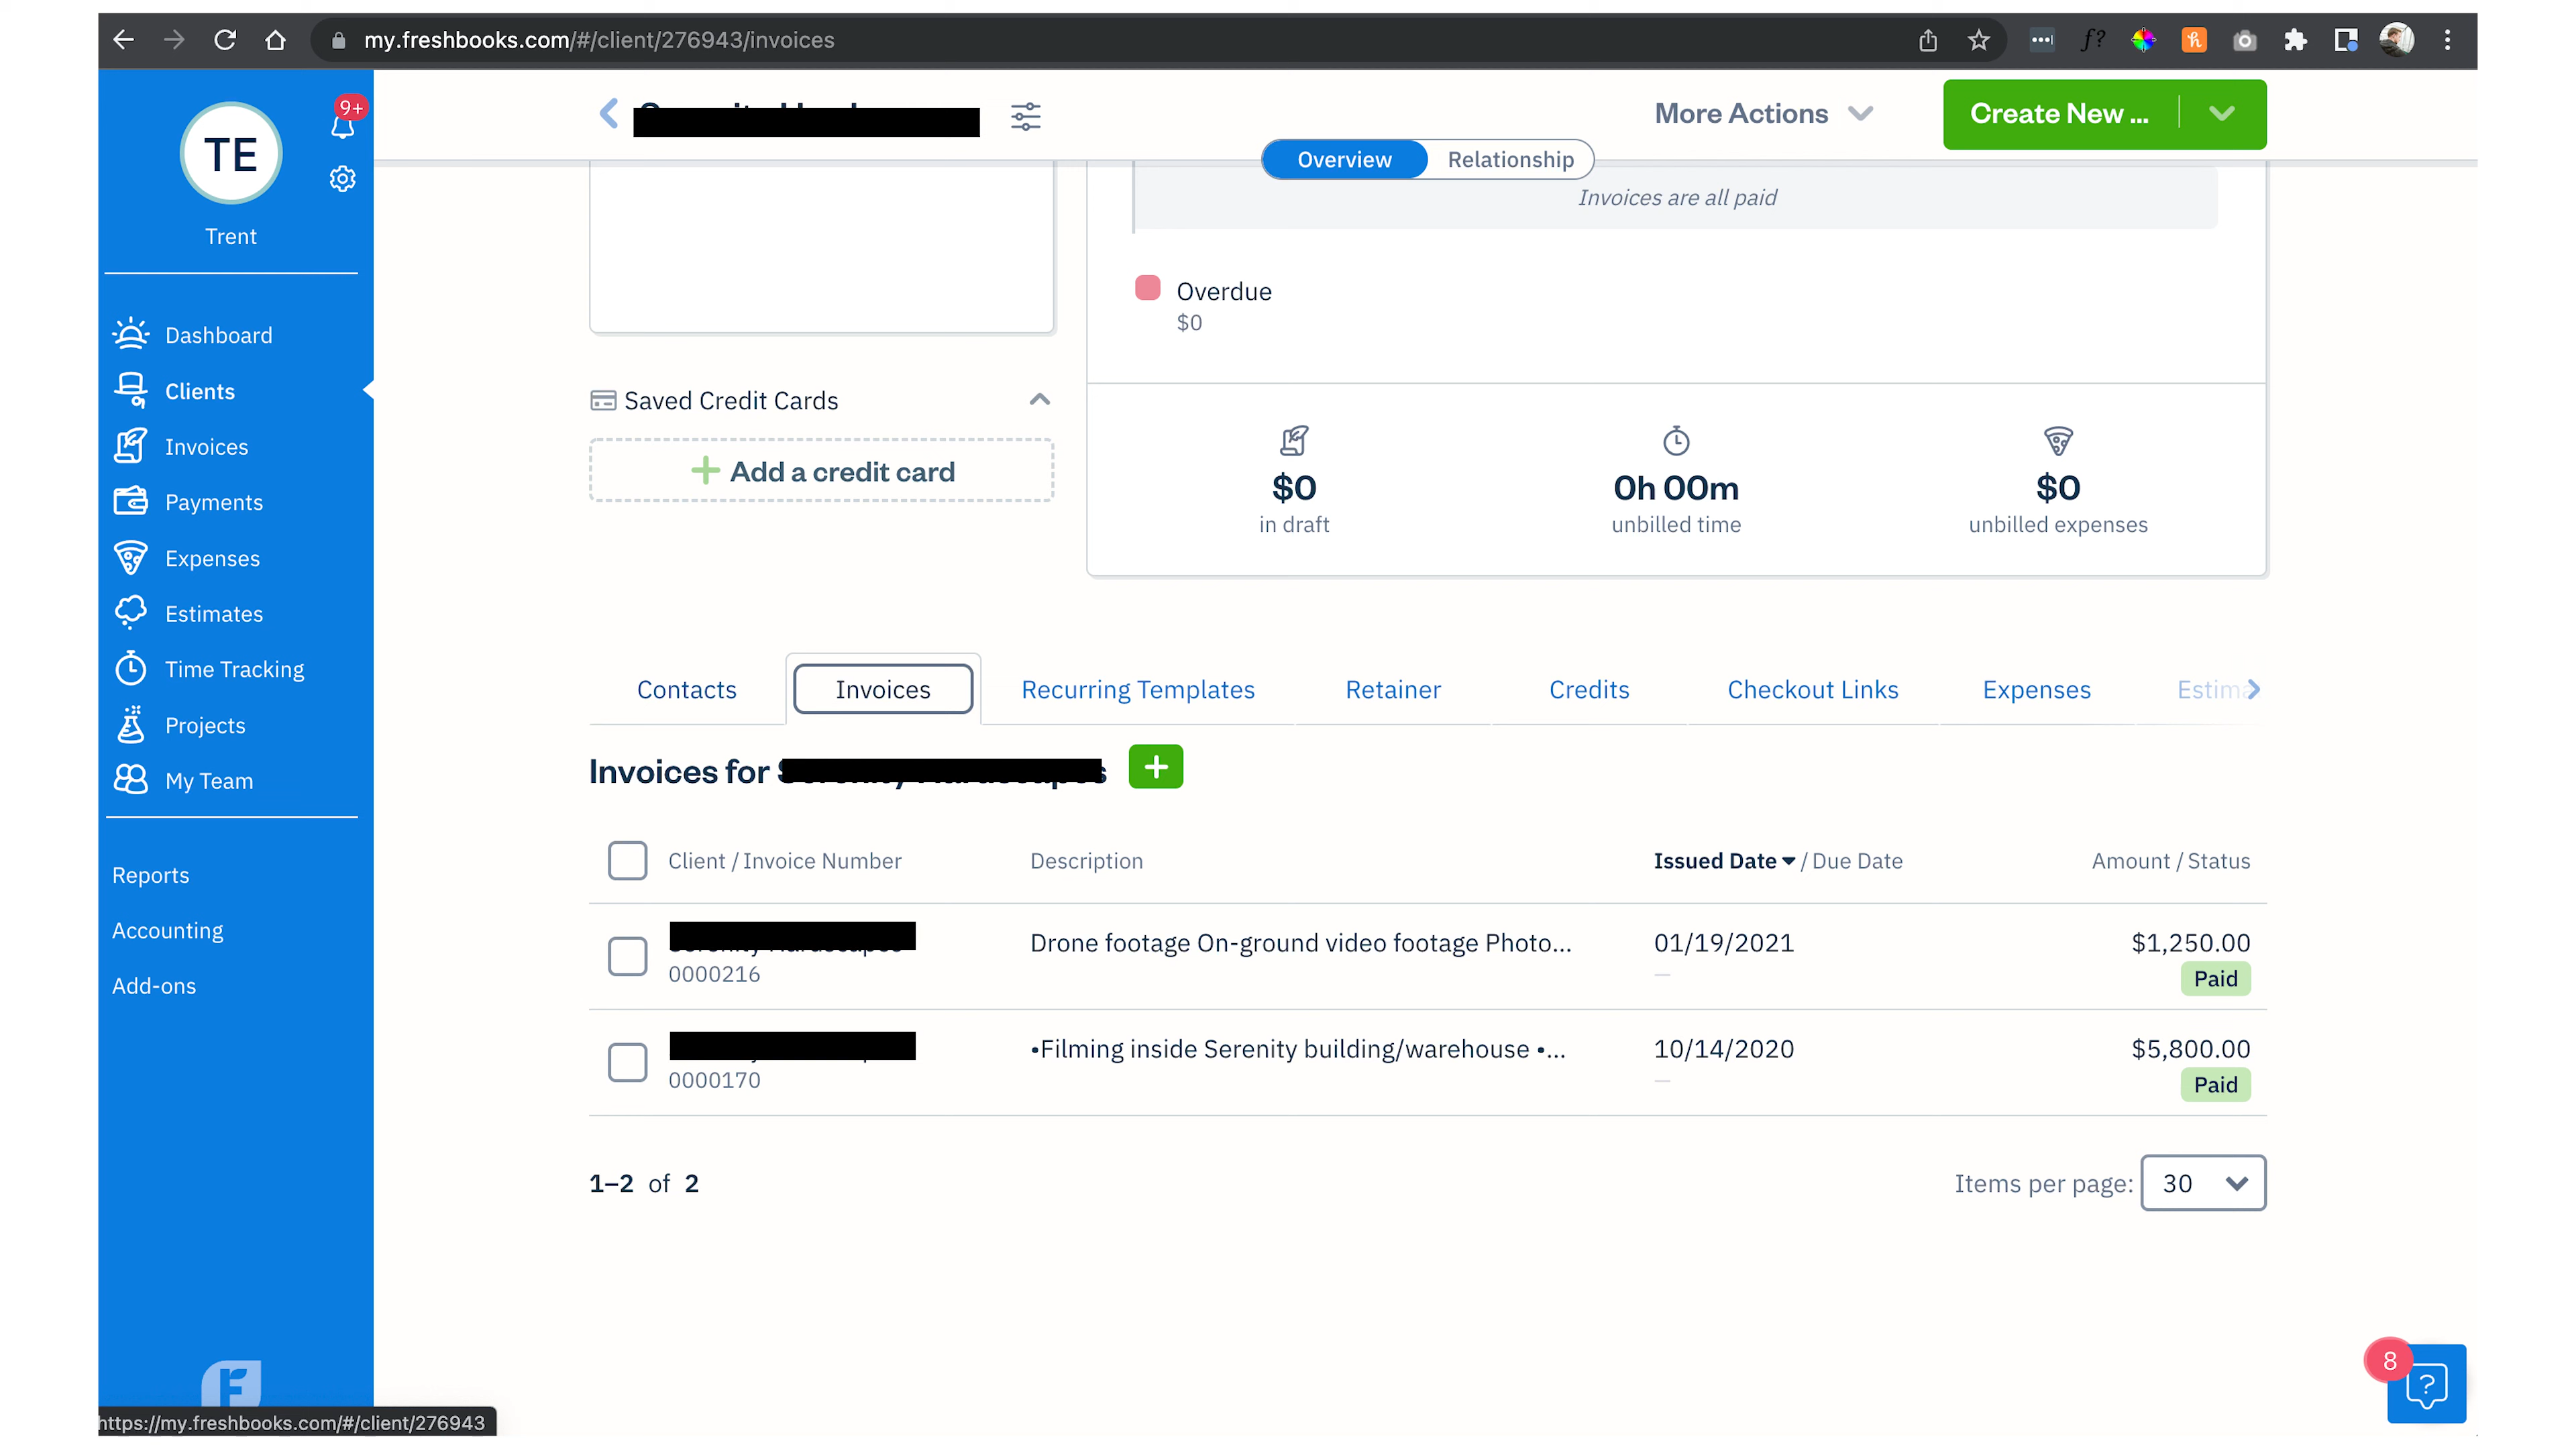 my.freshbooks.com/#/client/276943/invoices
TE
9+
Trent
Dashboard
Clients
Invoices
Payments
Expenses
Estimates
Time Tracking
Projects
My Team
Reports
Accounting
Add-ons
https://my.freshbooks.com/#/client/276943
More Actions
Create New ...
Overview
Relationship
Invoices are all paid
Overdue
$0
Saved Credit Cards
Add a credit card
$0
in draft
0h 00m
unbilled time
$0
unbilled expenses
Contacts
Invoices
Recurring Templates
Retainer
Credits
Checkout Links
Expenses
Estima
Invoices for
Client / Invoice Number
Description
Issued Date / Due Date
Amount / Status
0000216
Drone footage On-ground video footage Photo...
01/19/2021
—
$1,250.00
Paid
0000170
•Filming inside Serenity building/warehouse •...
10/14/2020
—
$5,800.00
Paid
1–2 of 2
Items per page: 30
8
?